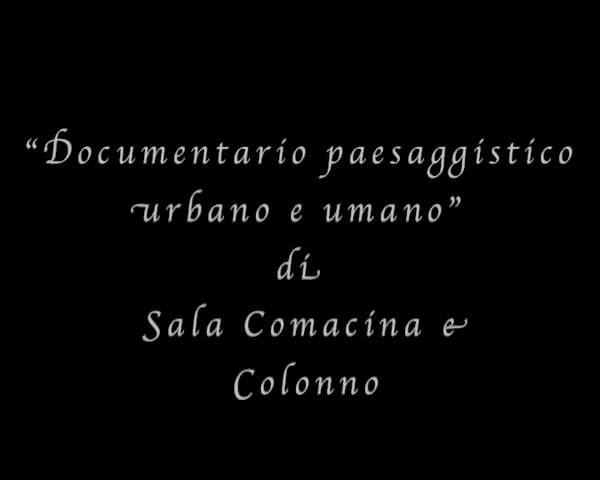 “Documentario paesaggistico
urbano e umano”
di
Sala Comacina e
Colonno